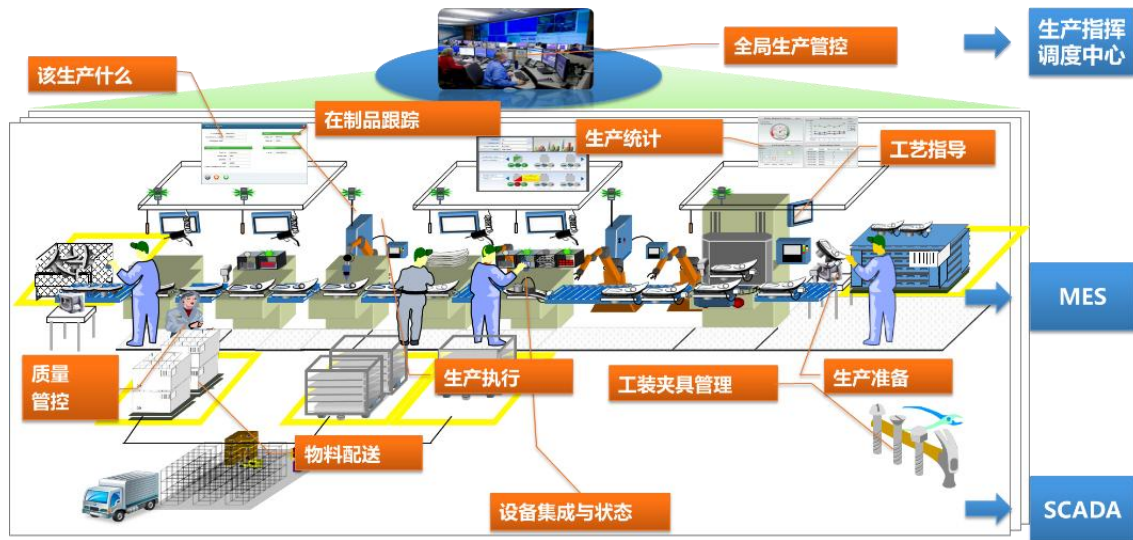 全局生产管控
生产指挥
调度中心
该生产什么
在制品跟踪
生产统计
工艺指导
MES
质量
管控
生产执行
工装夹具管理
生产准备
物料配送
设备集成与状态
SCADA